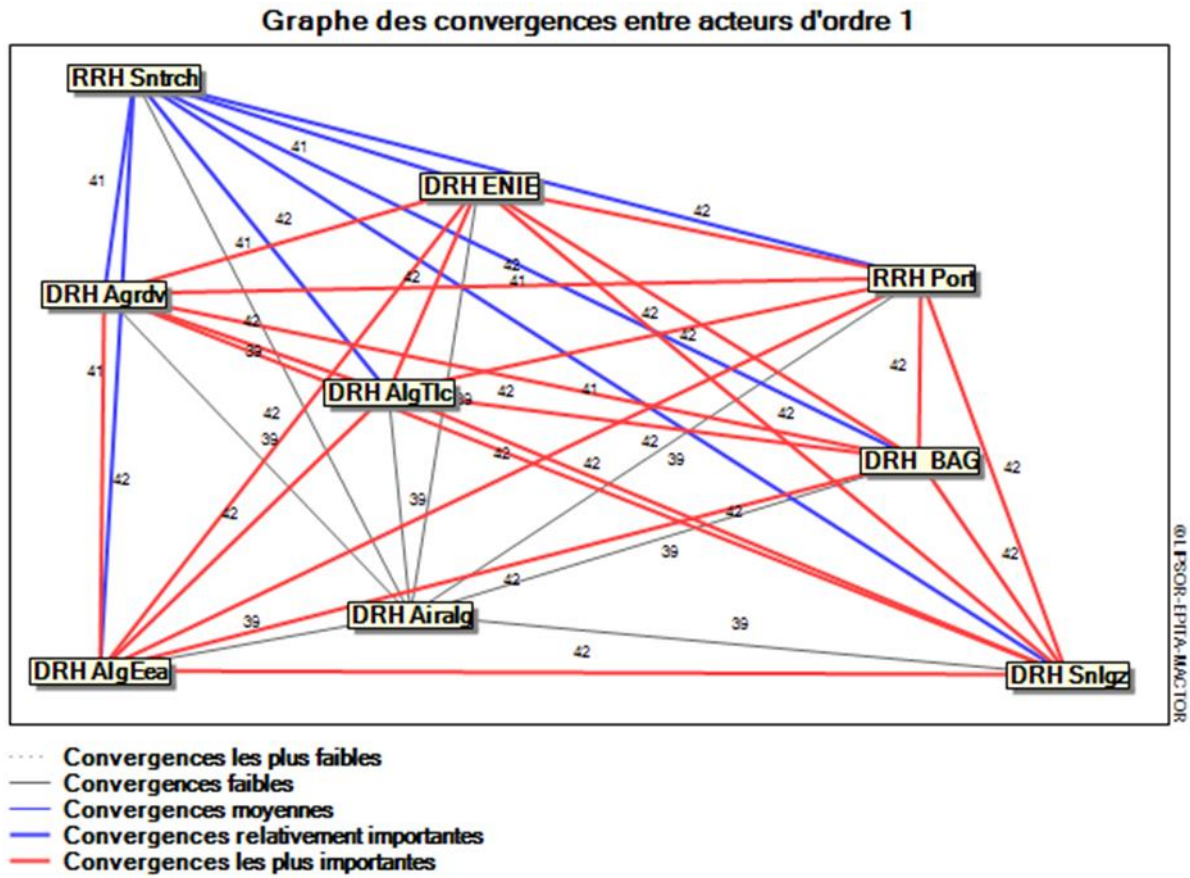 Graphe des convergences entre acteurs d'ordre 1
RRH Sntrch
41
41
DRH ENIE
42
42
41
42
42
41
RRH Port
DRH Agrdv
42
42
42
39
42
41
DRH AlgTlc
42
41
39
42
42
39
42
39
DRH BAG
42
42
42
42
39
42
42
39
42
39
42
42
39
DRH Airalg
39
42
DRH AlgEea
DRH Snlgz
@LIPSOR-EPITA-MACTOR
Convergences les plus faibles
Convergences faibles
Convergences moyennes
Convergences relativement importantes
Convergences les plus importantes